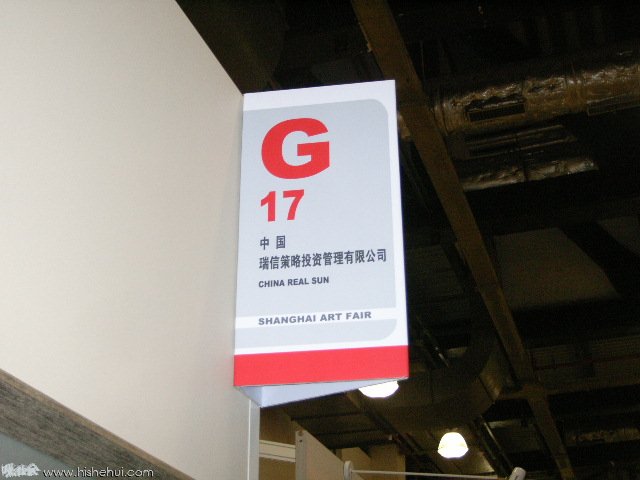 G
17
中 国
瑞信策略投资管理有限公司
CHINA REAL SUN
SHANGHAI ART FAIR
www.hishehui.com